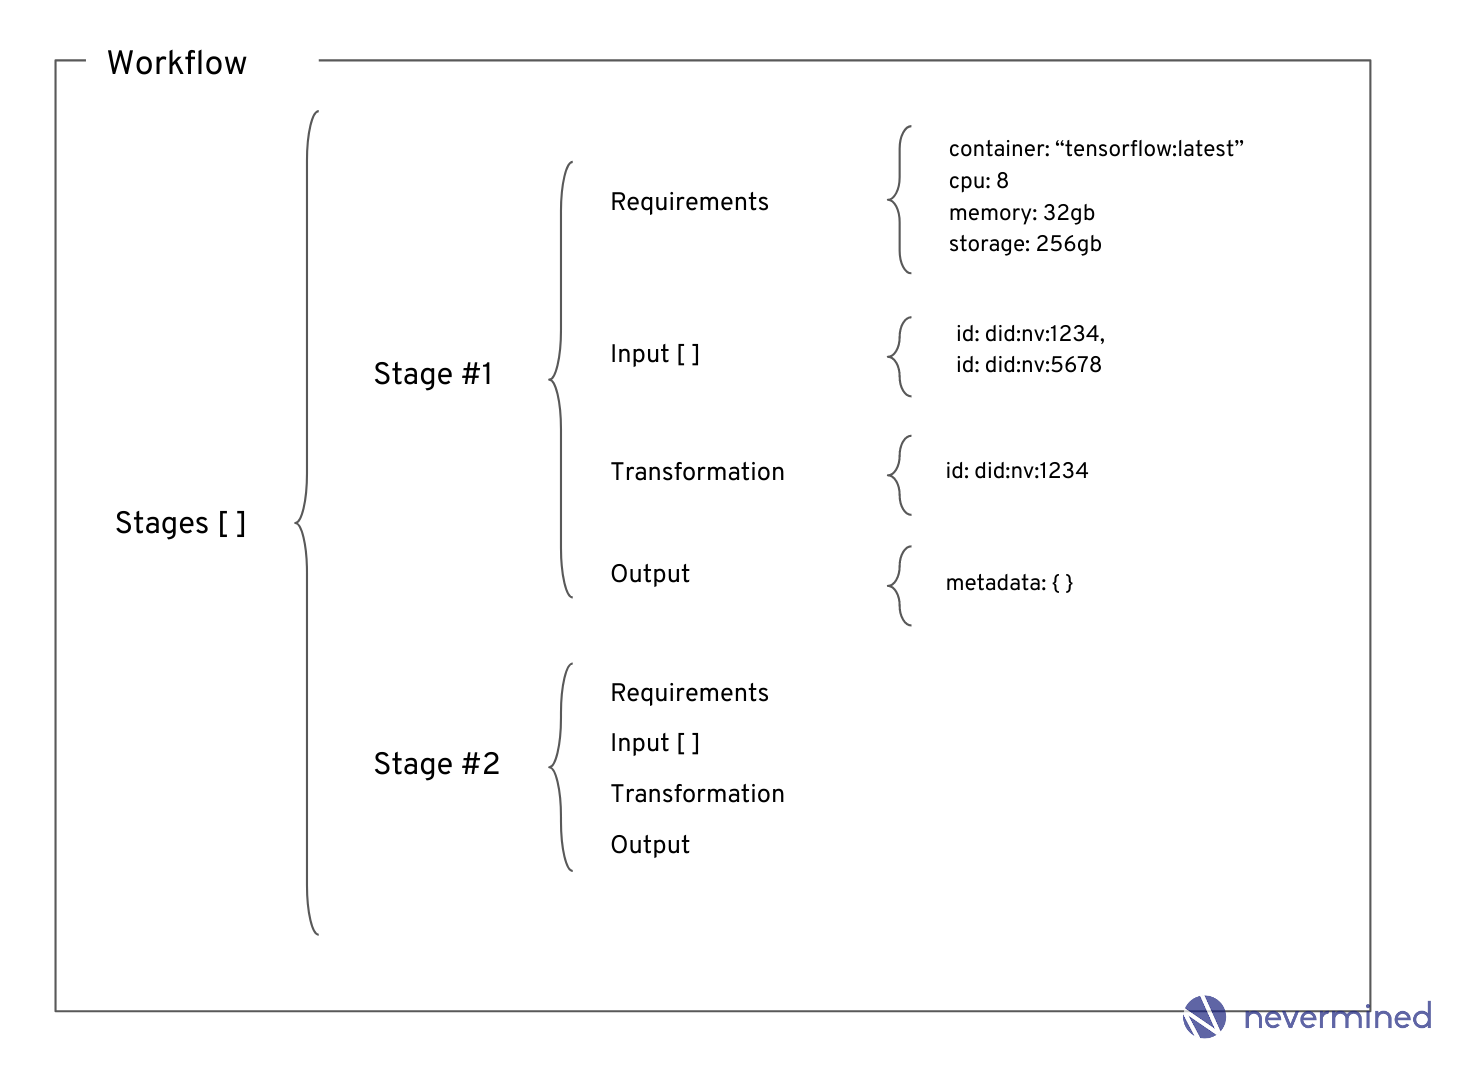 Workflow
Stages [ ]
Stage #1
Requirements
container: “tensorflow:latest”
cpu: 8
memory: 32gb
storage: 256gb
Input [ ]
id: did:nv:1234,
id: did:nv:5678
Transformation
id: did:nv:1234
Output
metadata: { }
Stage #2
Requirements
Input [ ]
Transformation
Output
nevermined